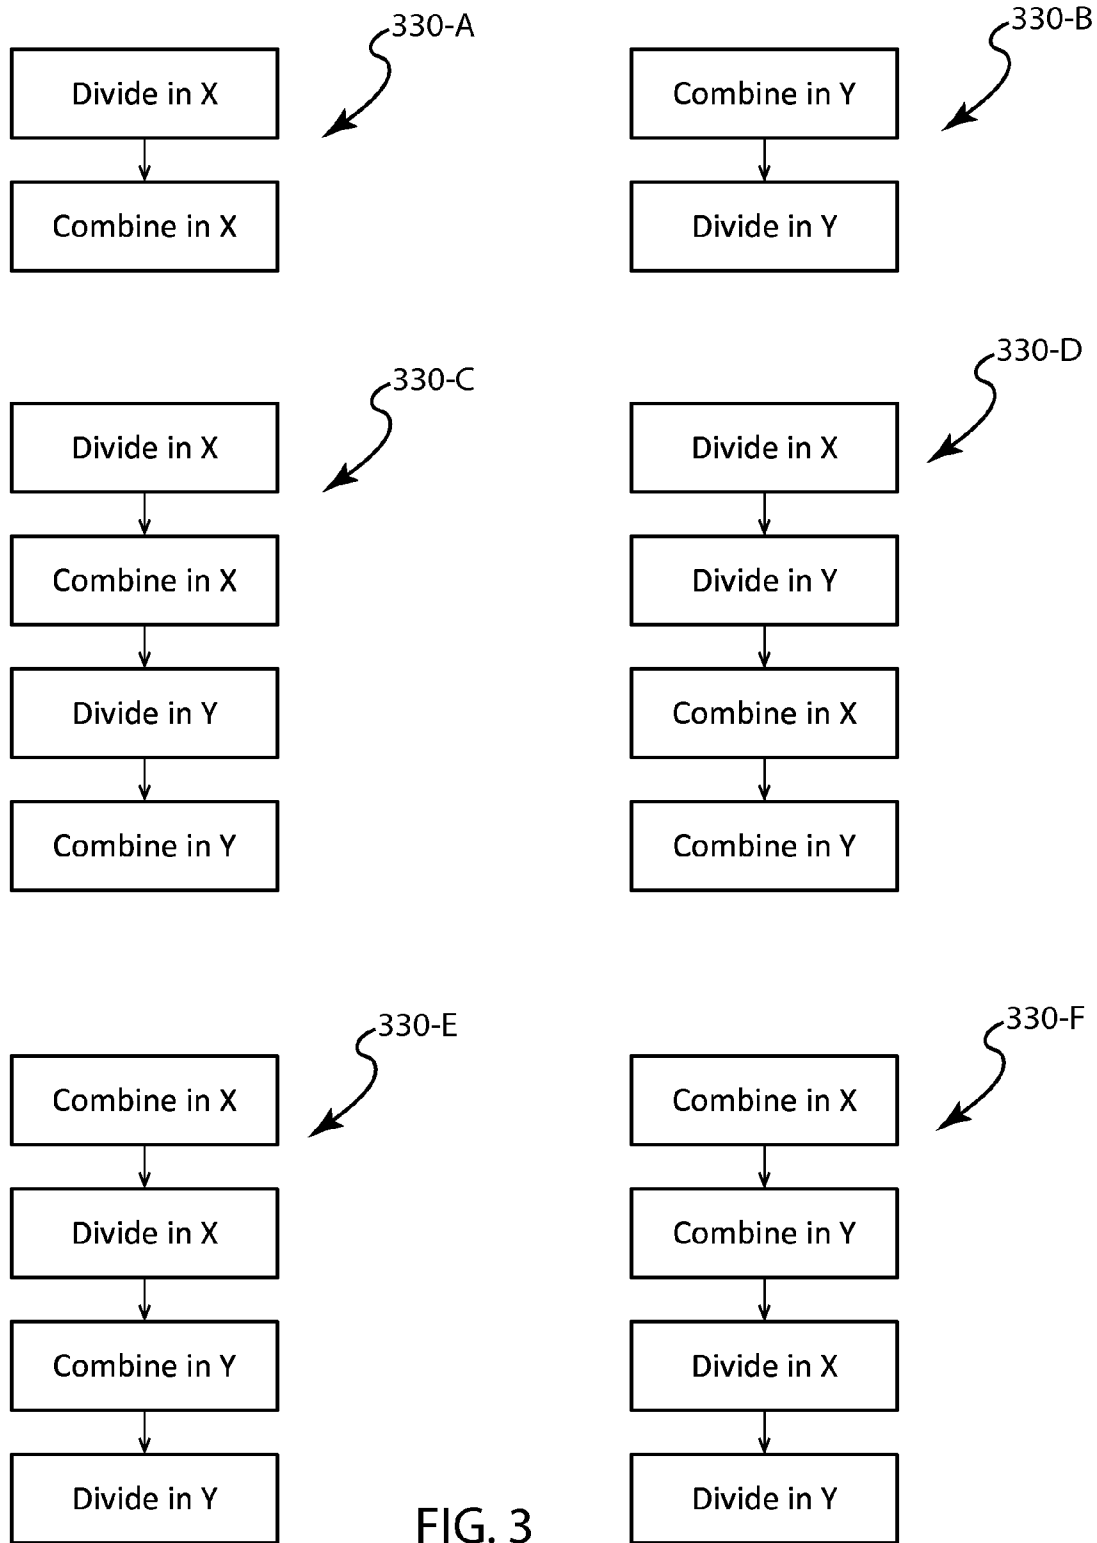 330-A
Divide in X
Combine in X
330-B
Combine in Y
Divide in Y
330-C
Divide in X
Combine in X
Divide in Y
Combine in Y
330-D
Divide in X
Divide in Y
Combine in X
Combine in Y
330-E
Combine in X
Divide in X
Combine in Y
Divide in Y
330-F
Combine in X
Combine in Y
Divide in X
Divide in Y
FIG. 3